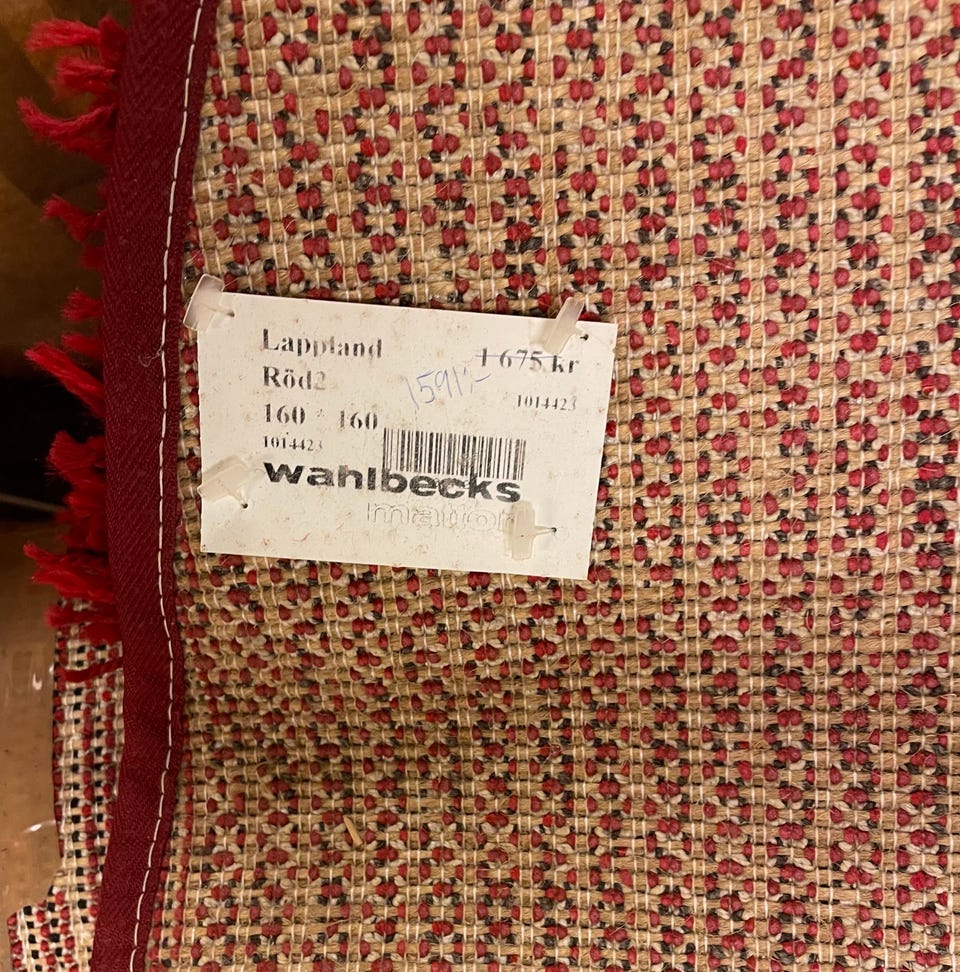 Lappland 1 675 kr
Röd2
1591:-
1014423
160 * 160
1014423
wahlbecks
mattor